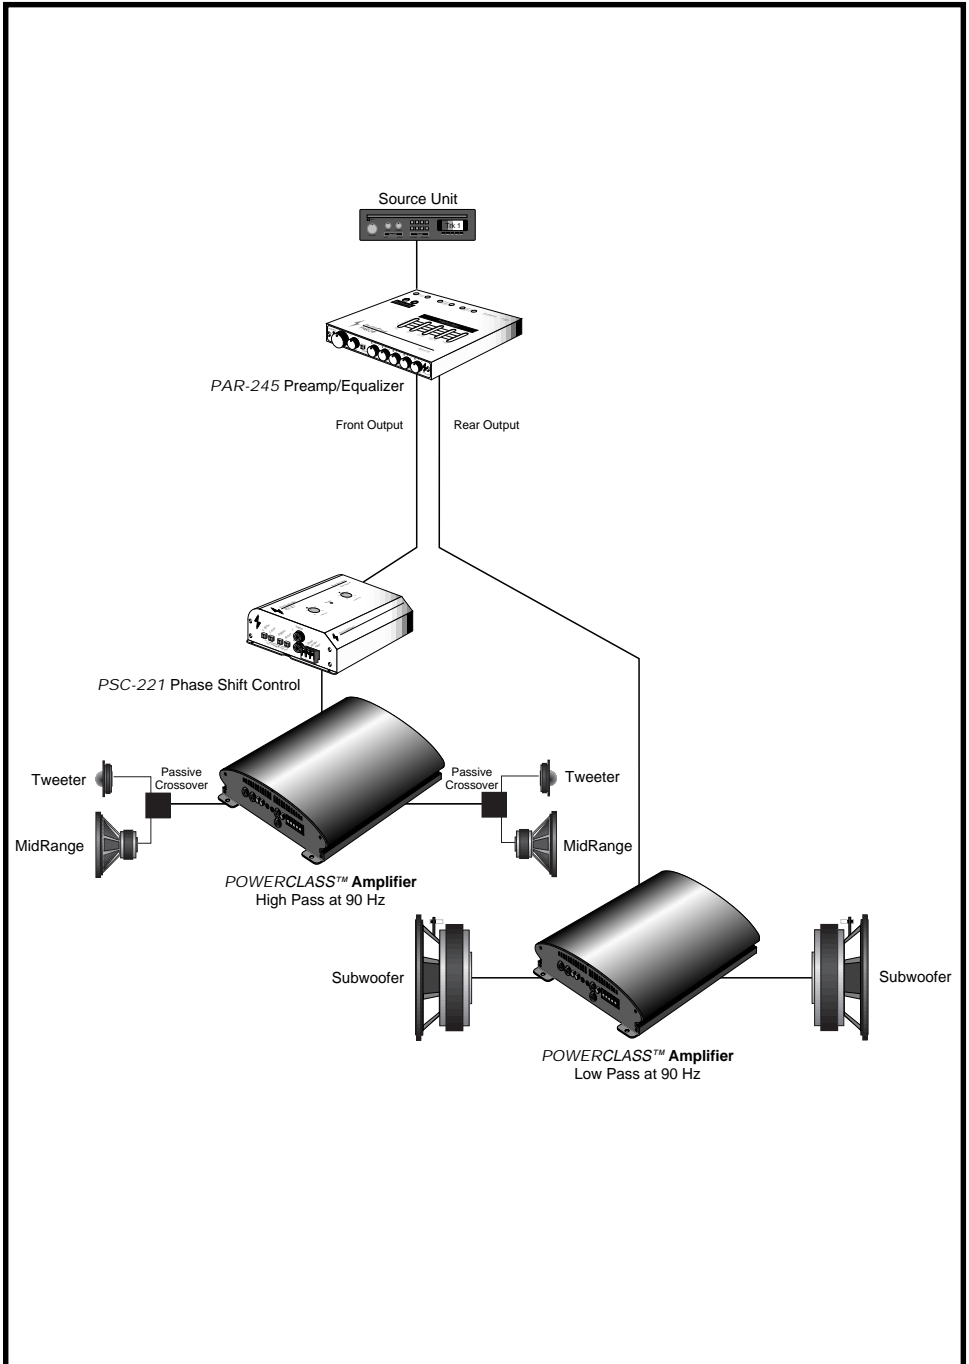 Source Unit
Trk 1
PAR-245 Preamp/Equalizer
Front Output
Rear Output
PSC-221 Phase Shift Control
Tweeter
Passive
Crossover
Passive
Crossover
Tweeter
MidRange
MidRange
POWERCLASS™ Amplifier
High Pass at 90 Hz
Subwoofer
Subwoofer
POWERCLASS™ Amplifier
Low Pass at 90 Hz